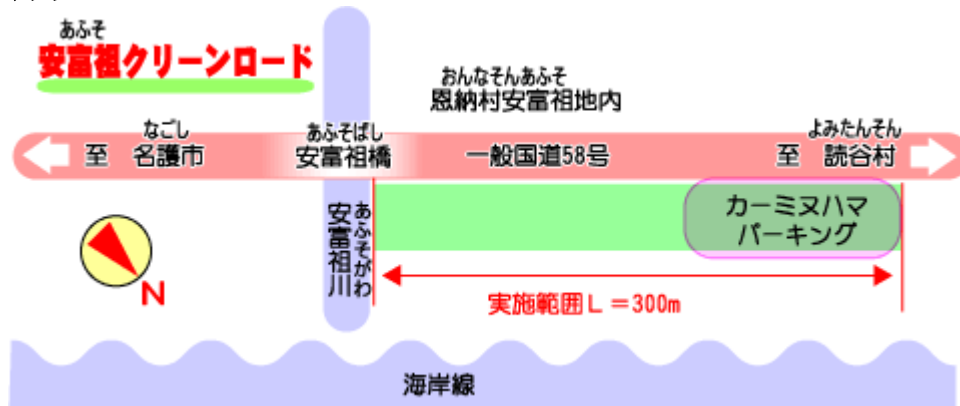 あふそ
安富祖クリーンロード
おんなそんあふそ
恩納村安富祖地内
なごし
至 名護市
あふそばし
安富祖橋
一般国道58号
よみたんそん
至 読谷村
あふそがわ
安富祖川
カーミヌハマ
パーキング
N
実施範囲L=300m
海岸線